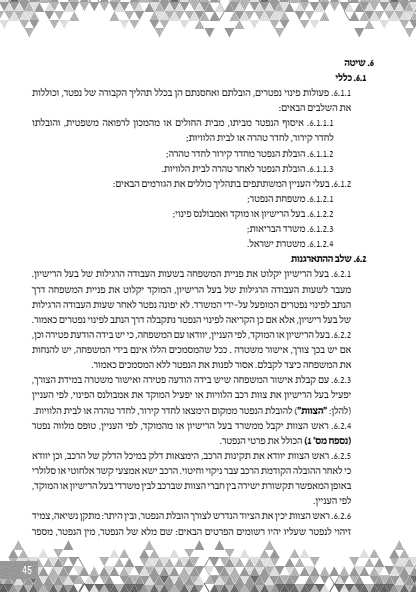 6. שיטה
6.1. כללי
6.1.1. פעולות פינוי נפטרים, הובלתם ואחסנתם הן בכלל תהליך הקבורה של נפטר, וכוללות
את השלבים הבאים:
6.1.1.1. איסוף הנפטר מביתו, מבית החולים או מהמכון לרפואה משפטית, והובלתו
לחדר קירור, לחדר טהרה או לבית הלוויות;
6.1.1.2. הובלת הנפטר מחדר קירור לחדר טהרה;
6.1.1.3. הובלת הנפטר לאחר טהרה לבית הלוויות.
6.1.2. בעלי העניין המשתתפים בתהליך כוללים את הגורמים הבאים:
6.1.2.1. משפחת הנפטר;
6.1.2.2. בעל הרישיון או מוקד ואמבולנס פינוי;
6.1.2.3. משרד הבריאות;
6.1.2.4. משטרת ישראל.
6.2. שלב ההתארגנות
6.2.1. בעל הרישיון יקלוט את פניית המשפחה בשעות העבודה הרגילות של בעל הרישיון.
מעבר לשעות העבודה הרגילות של בעל הרישיון, המוקד יקלוט את פניית המשפחה דרך
הנתב לפינוי נפטרים המופעל על-ידי המשרד. לא יפונה נפטר לאחר שעות העבודה הרגילות
של בעל רישיון, אלא אם כן הקריאה לפינוי הנפטר נתקבלה דרך הנתב לפינוי נפטרים כאמור.
6.2.2. בעל הרישיון או המוקד, לפי העניין, יוודאו עם המשפחה, כי יש בידה הודעת פטירה וכן,
אם יש בכך צורך, אישור משטרה . ככל שהמסמכים הללו אינם בידי המשפחה, יש להנחות
את המשפחה כיצד לקבלם. אסור לפנות את הנפטר ללא המסמכים כאמור.
6.2.3. עם קבלת אישור המשפחה שיש בידה הודעה פטירה ואישור משטרה במידת הצורך,
יפעיל בעל הרישיון את צוות רכב הלוויות או יפעיל המוקד את אמבולנס הפינוי, לפי העניין
(להלן: "הצוות") להובלת הנפטר ממקום הימצאו לחדר קירור, לחדר טהרה או לבית הלוויות.
6.2.4. ראש הצוות יקבל ממשרד בעל הרישיון או מהמוקד, לפי העניין, טופס מלווה נפטר
(נספח מס' 1) הכולל את פרטי הנפטר.
6.2.5. ראש הצוות יוודא את תקינות הרכב, הימצאות דלק במיכל הדלק של הרכב, וכן יוודא
כי לאחר ההובלה הקודמת הרכב עבר ניקוי וחיטוי. הרכב ישא אמצעי קשר אלחוטי או סלולרי
באופן המאפשר תקשורת ישירה בין חברי הצוות שברכב לבין משרדי בעל הרישיון או המוקד,
לפי העניין.
6.2.6. ראש הצוות יכין את הציוד הנדרש לצורך הובלת הנפטר, ובין היתר: מתקן נשיאה, צמיד
זיהוי לנפטר שעליו יהיו רשומים הפרטים הבאים: שם מלא של הנפטר, מין הנפטר, מספר
45